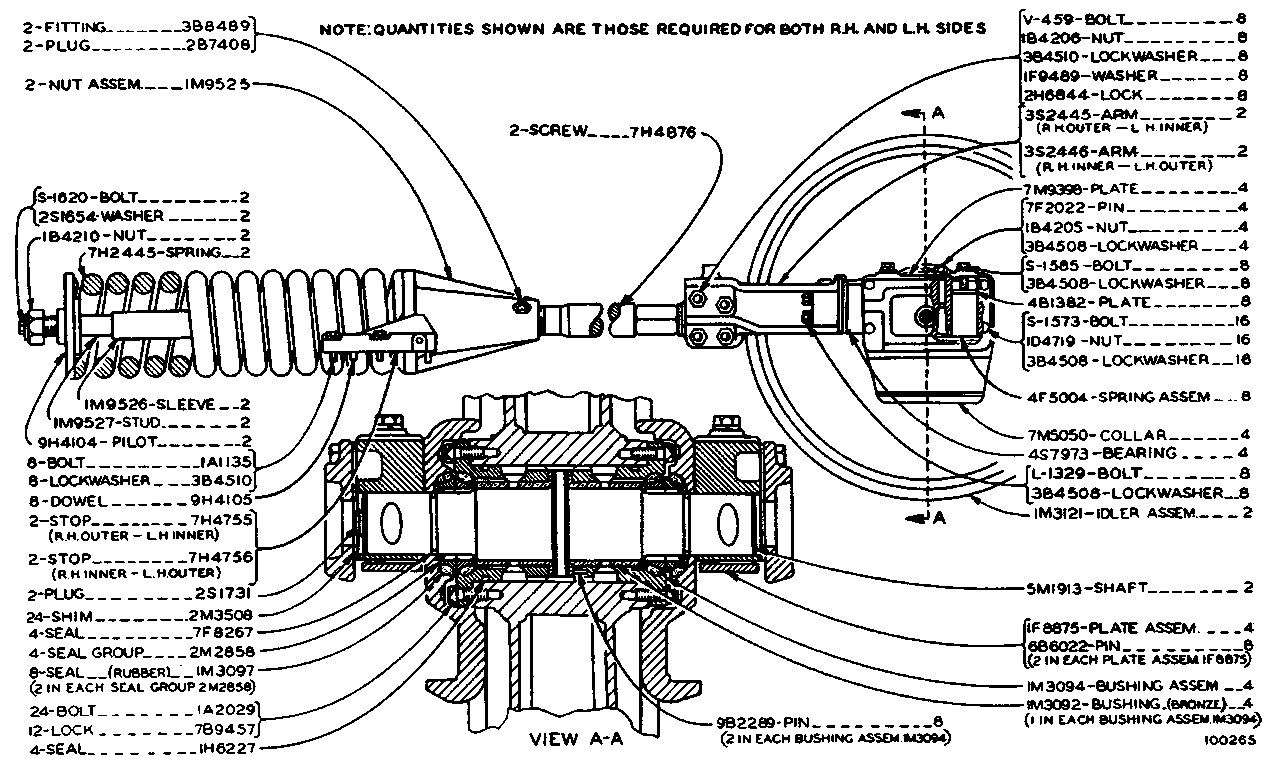 NOTE: QUANTITIES SHOWN ARE THOSE REQUIRED FOR BOTH R.H. AND L.H. SIDES
2-FITTING 3B8489
2-PLUG 2B7408
2-NUT ASSEM. 1M9525
2-SCREW 7H4876
S-1620-BOLT 2
2S1654-WASHER 2
1B4210-NUT 2
7H2445-SPRING 2
1M9526-SLEEVE 2
1M9527-STUD 2
9H4104-PILOT 2
8-BOLT 1A1135
8-LOCKWASHER 3B4510
8-DOWEL 9H4105
2-STOP 7H4755
(R.H. OUTER - L.H. INNER)
2-STOP 7H4756
(R.H. INNER - L.H. OUTER)
2-PLUG 2S1731
24-SHIM 2M3508
4-SEAL 7F8267
4-SEAL GROUP 2M2858
8-SEAL (RUBBER) 1M3097
(2 IN EACH SEAL GROUP 2M2858)
24-BOLT 1A2029
12-LOCK 7B9457
4-SEAL 1H6227
V-459-BOLT 8
1B4206-NUT 8
3B4510-LOCKWASHER 8
1F9489-WASHER 8
2H6844-LOCK 8
3S2445-ARM 2
(R.H. OUTER - L.H. INNER)
3S2446-ARM 2
(R.H. INNER - L.H. OUTER)
7M9398-PLATE 4
7F2022-PIN 4
1B4205-NUT 4
3B4508-LOCKWASHER 4
S-1585-BOLT 8
3B4508-LOCKWASHER 8
4B1382-PLATE 8
S-1573-BOLT 16
1D4719-NUT 16
3B4508-LOCKWASHER 16
4F5004-SPRING ASSEM. 8
7M5050-COLLAR 4
4S7973-BEARING 4
L-1329-BOLT 8
3B4508-LOCKWASHER 8
1M3121-IDLER ASSEM. 2
A
A
5M1913-SHAFT 2
1F8875-PLATE ASSEM. 4
6B6022-PIN 8
(2 IN EACH PLATE ASSEM. 1F8875)
1M3094-BUSHING ASSEM. 4
1M3092-BUSHING (BRONZE) 4
(1 IN EACH BUSHING ASSEM. 1M3094)
9B2289-PIN 8
(2 IN EACH BUSHING ASSEM. 1M3094)
VIEW A-A
100265